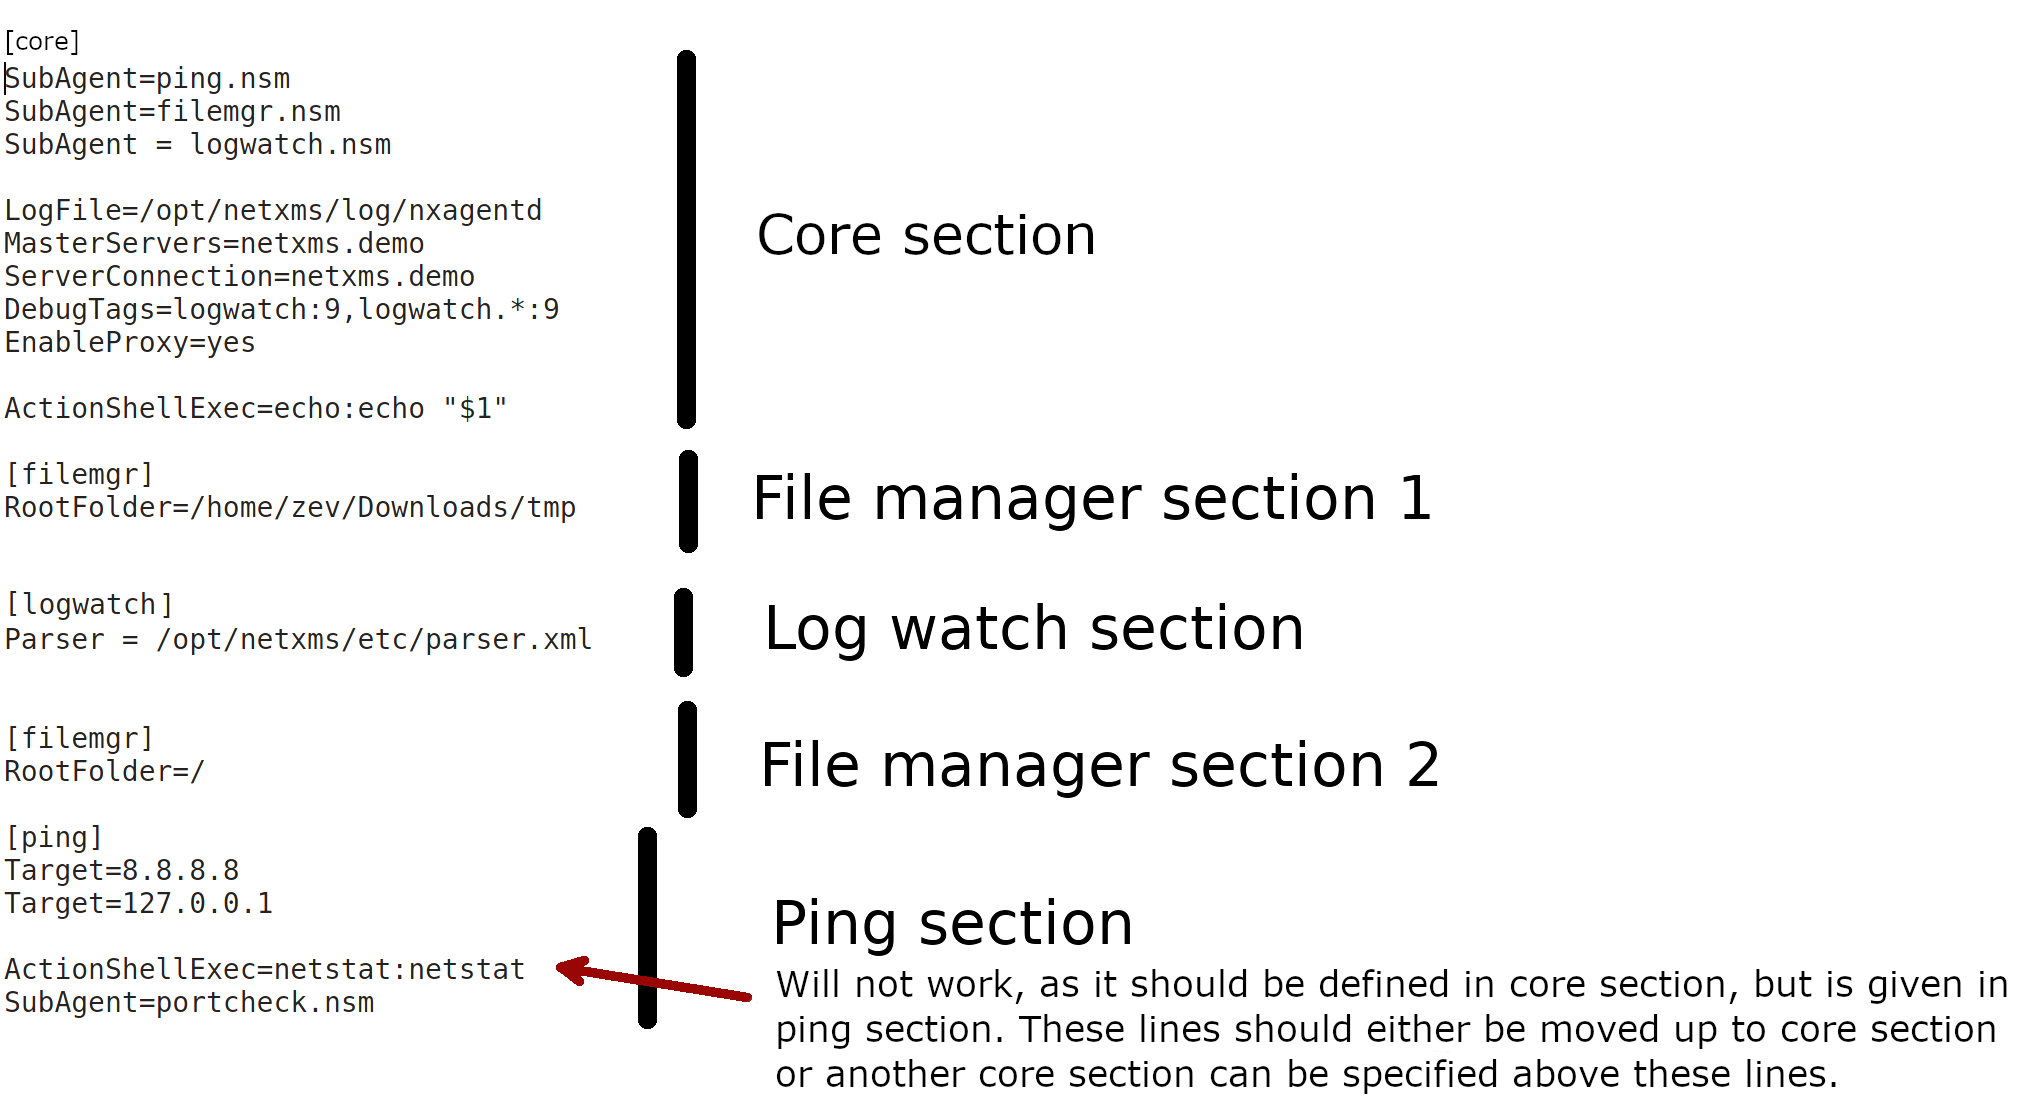 [core]
SubAgent=ping.nsm
SubAgent=filemgr.nsm
SubAgent = logwatch.nsm
LogFile=/opt/netxms/log/nxagentd
MasterServers=netxms.demo
ServerConnection=netxms.demo
DebugTags=logwatch:9,logwatch.*:9
EnableProxy=yes
ActionShellExec=echo:echo "$1"
Core section
[filemgr]
RootFolder=/home/zev/Downloads/tmp
File manager section 1
[logwatch]
Parser = /opt/netxms/etc/parser.xml
Log watch section
[filemgr]
RootFolder=/
File manager section 2
[ping]
Target=8.8.8.8
Target=127.0.0.1
ActionShellExec=netstat:netstat
SubAgent=portcheck.nsm
Ping section
Will not work, as it should be defined in core section, but is given in
ping section. These lines should either be moved up to core section
or another core section can be specified above these lines.